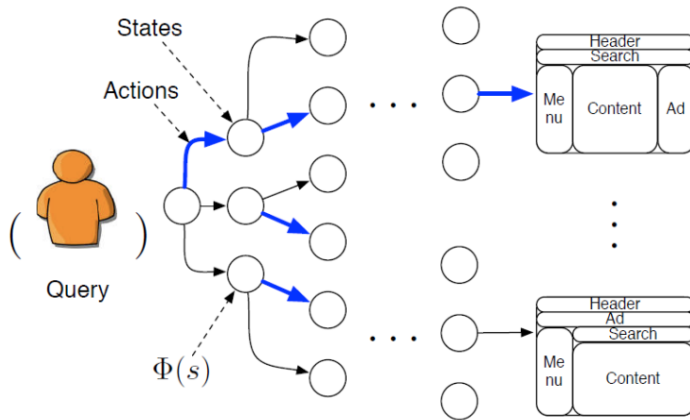 States
Actions
( )
Query
Φ(s)
. . .
Header
Search
Me
nu
Content
Ad
. . .
. . .
Header
Ad
Search
Me
nu
Content